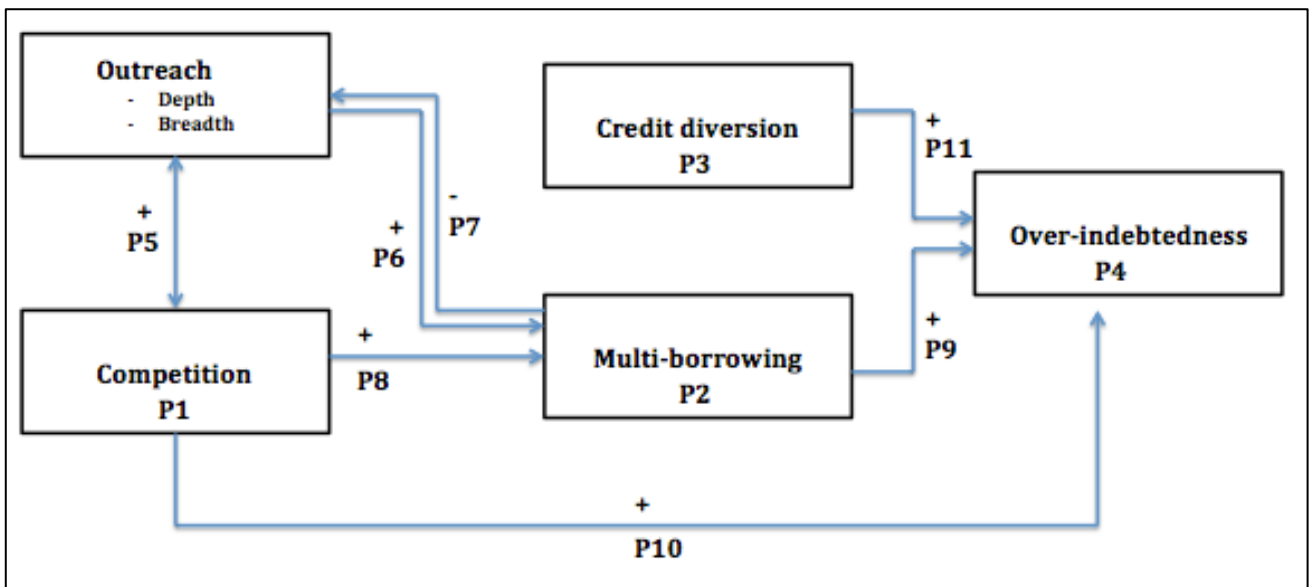 Outreach
- Depth
- Breadth
Credit diversion
P3
+
P11
+
P5
+
P6
-
P7
Over-indebtedness
P4
Competition
P1
+
P8
Multi-borrowing
P2
+
P9
+
P10